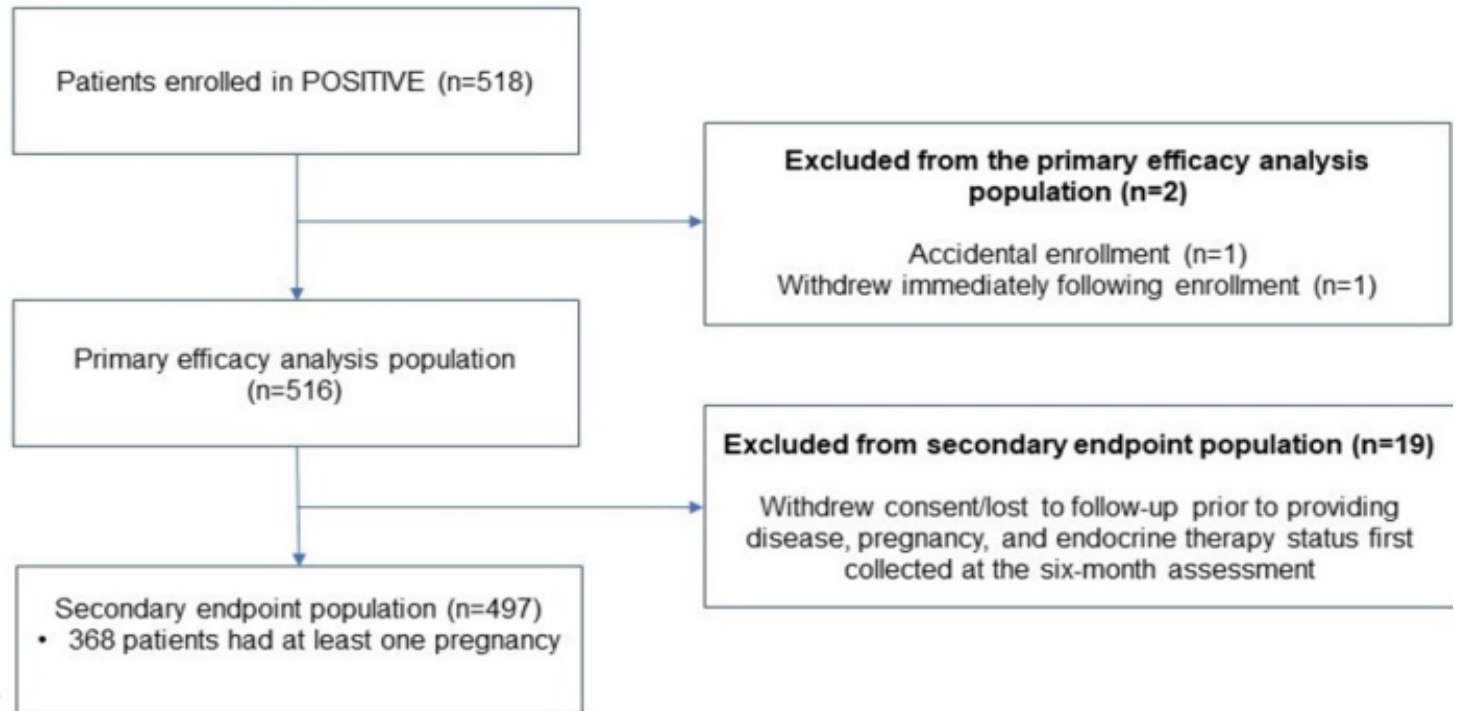 Patients enrolled in POSITIVE (n=518)
Excluded from the primary efficacy analysis
population (n=2)
Accidental enrollment (n=1)
Withdrew immediately following enrollment (n=1)
Primary efficacy analysis population
(n=516)
Excluded from secondary endpoint population (n=19)
Withdrew consent/lost to follow-up prior to providing
disease, pregnancy, and endocrine therapy status first
collected at the six-month assessment
Secondary endpoint population (n=497)
• 368 patients had at least one pregnancy